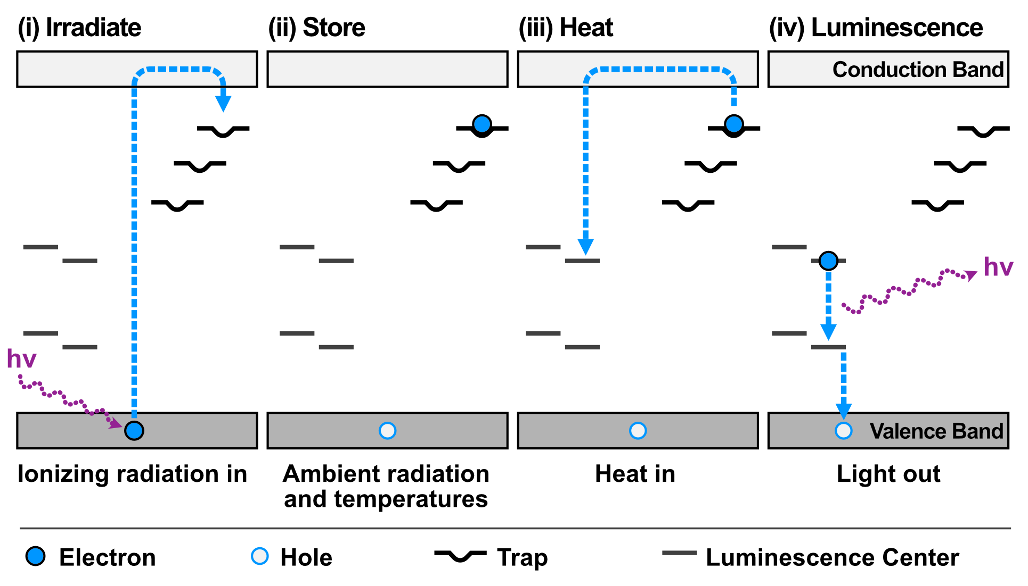 (i) Irradiate
(ii) Store
(iii) Heat
(iv) Luminescence
Conduction Band
hv
hv
Valence Band
Ionizing radiation in
Ambient radiation
and temperatures
Heat in
Light out
Electron
Hole
Trap
Luminescence Center